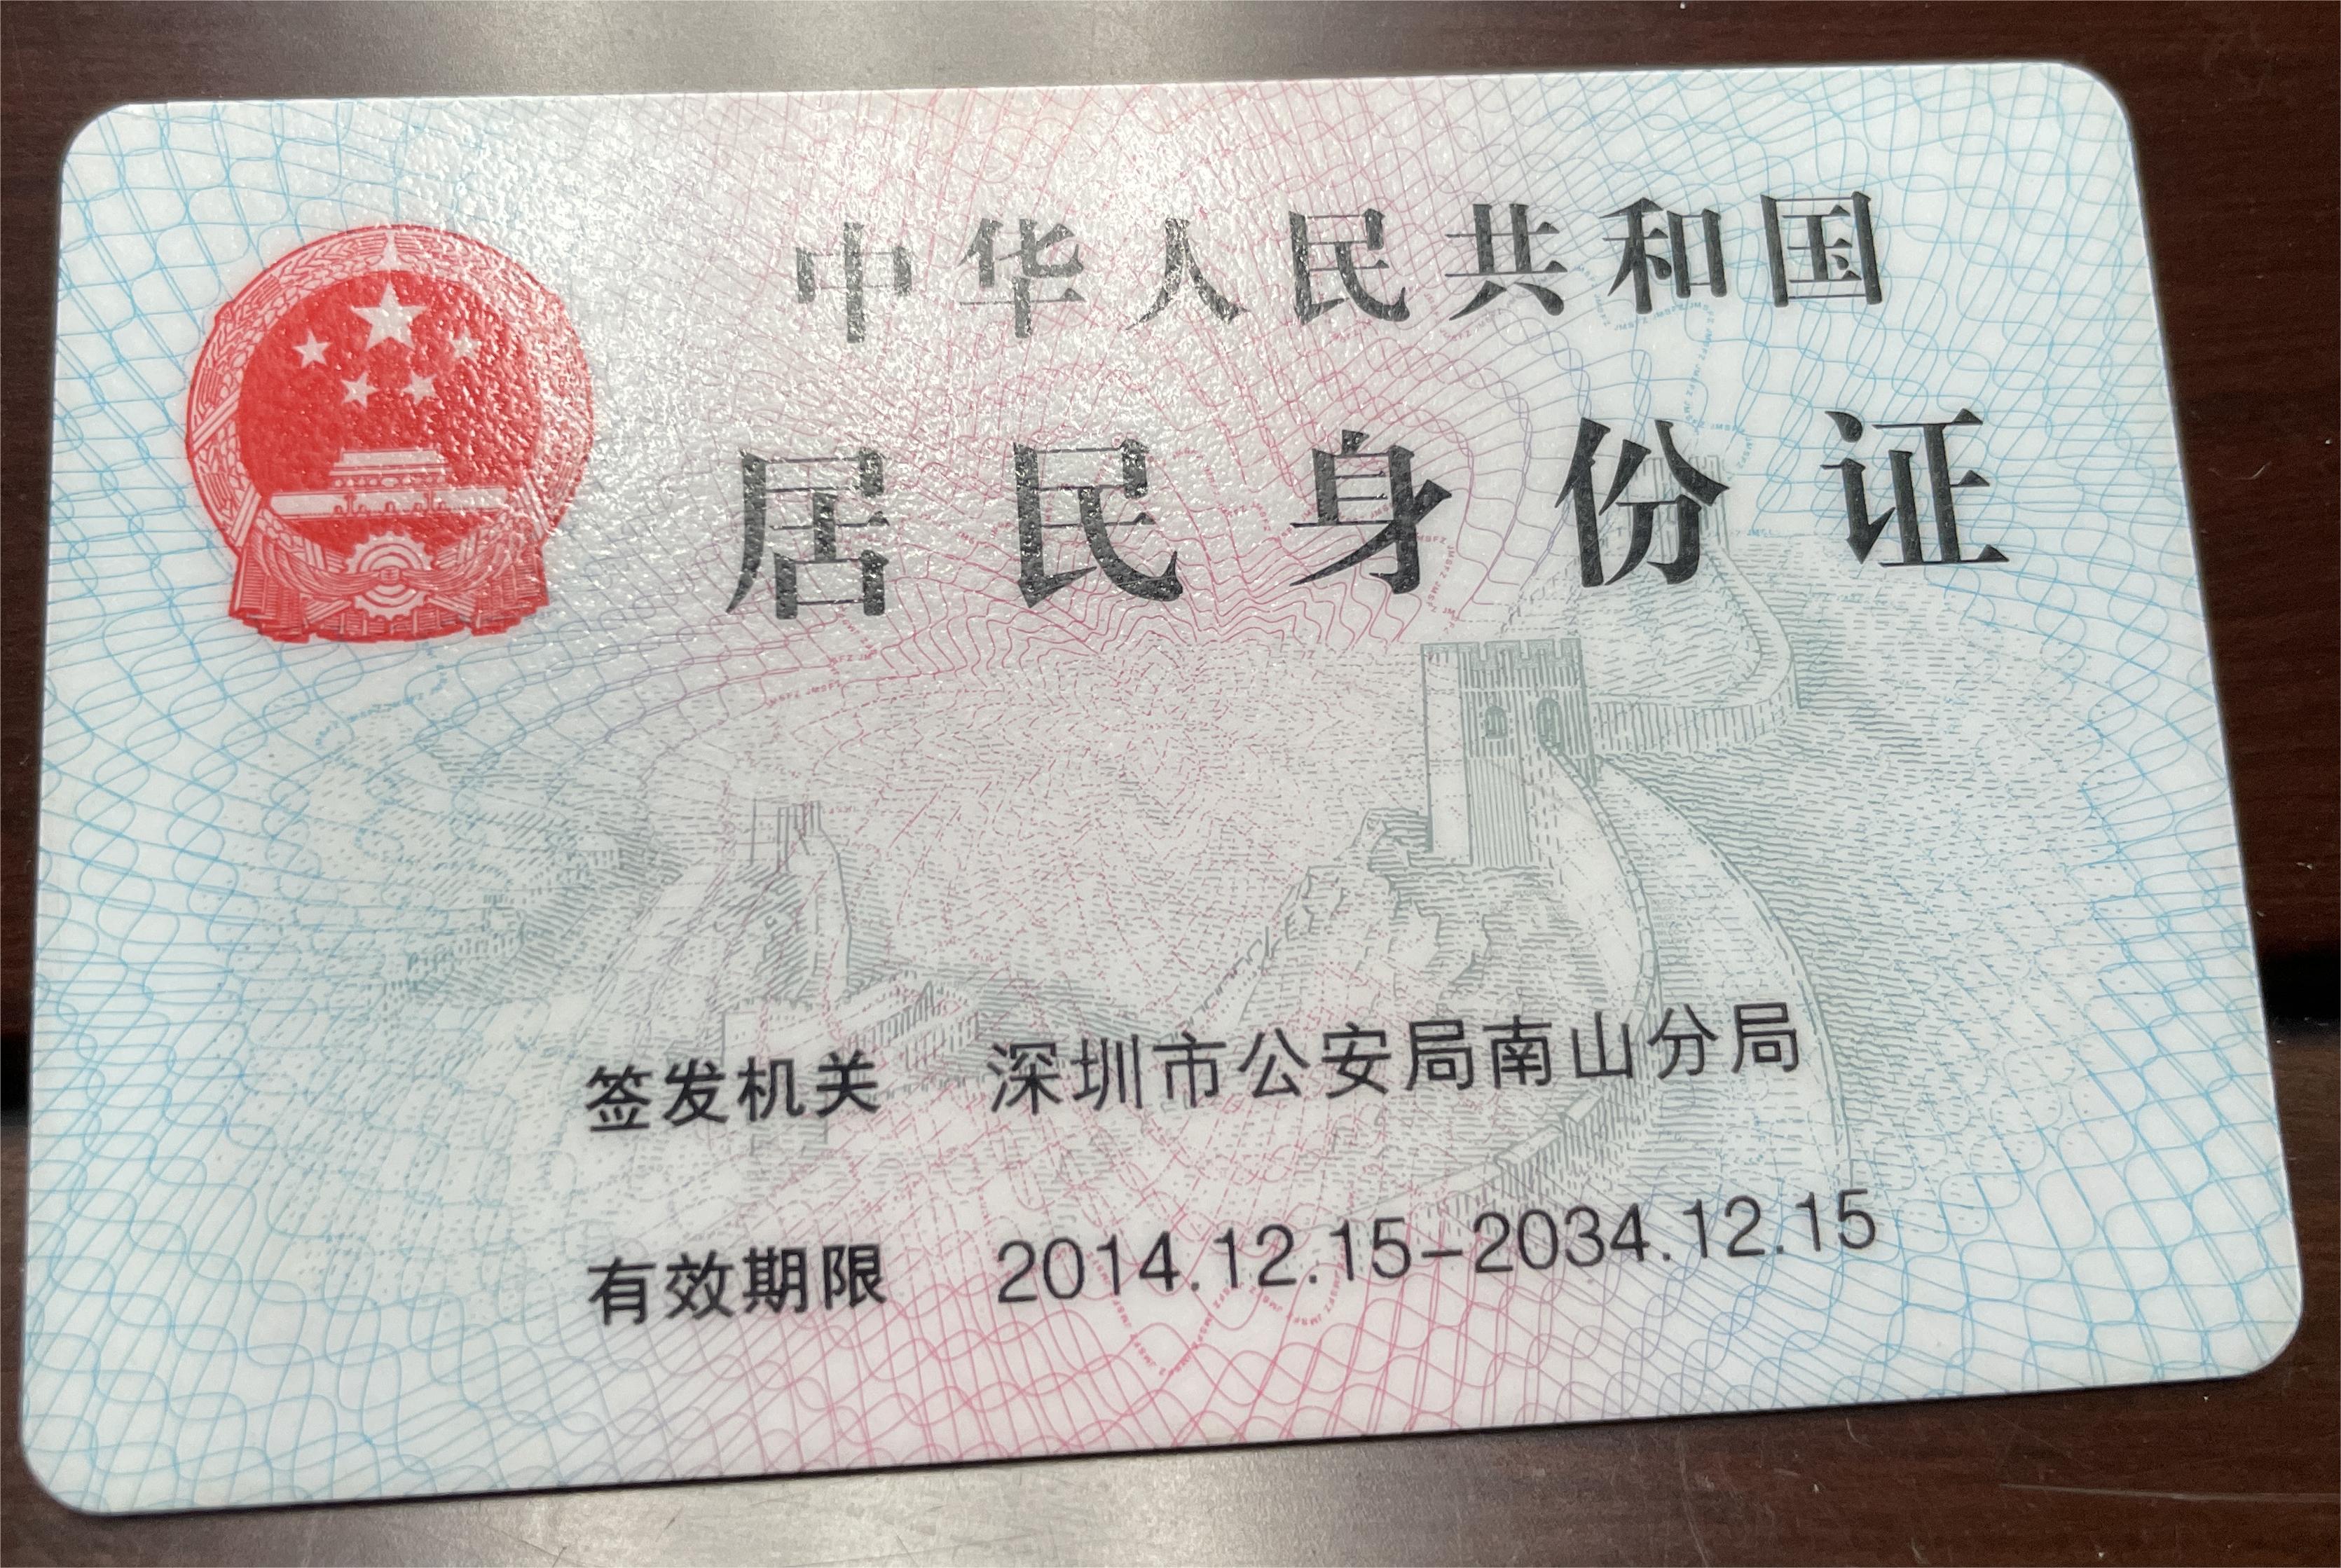 中华人民共和国
居民身份证
签发机关 深圳市公安局南山分局
有效期限 2014.12.15-2034.12.15